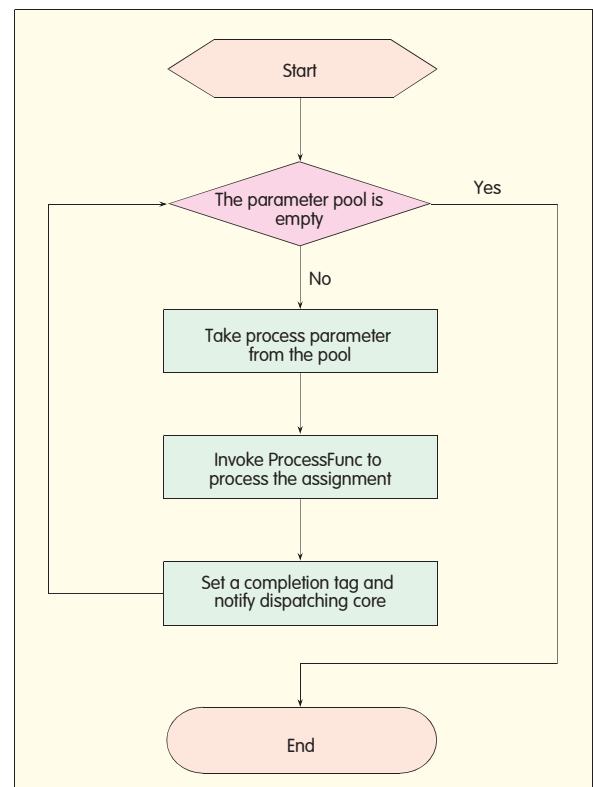 Start
The parameter pool is
empty
Yes
No
Take process parameter
from the pool
Invoke ProcessFunc to
process the assignment
Set a completion tag and
notify dispatching core
End